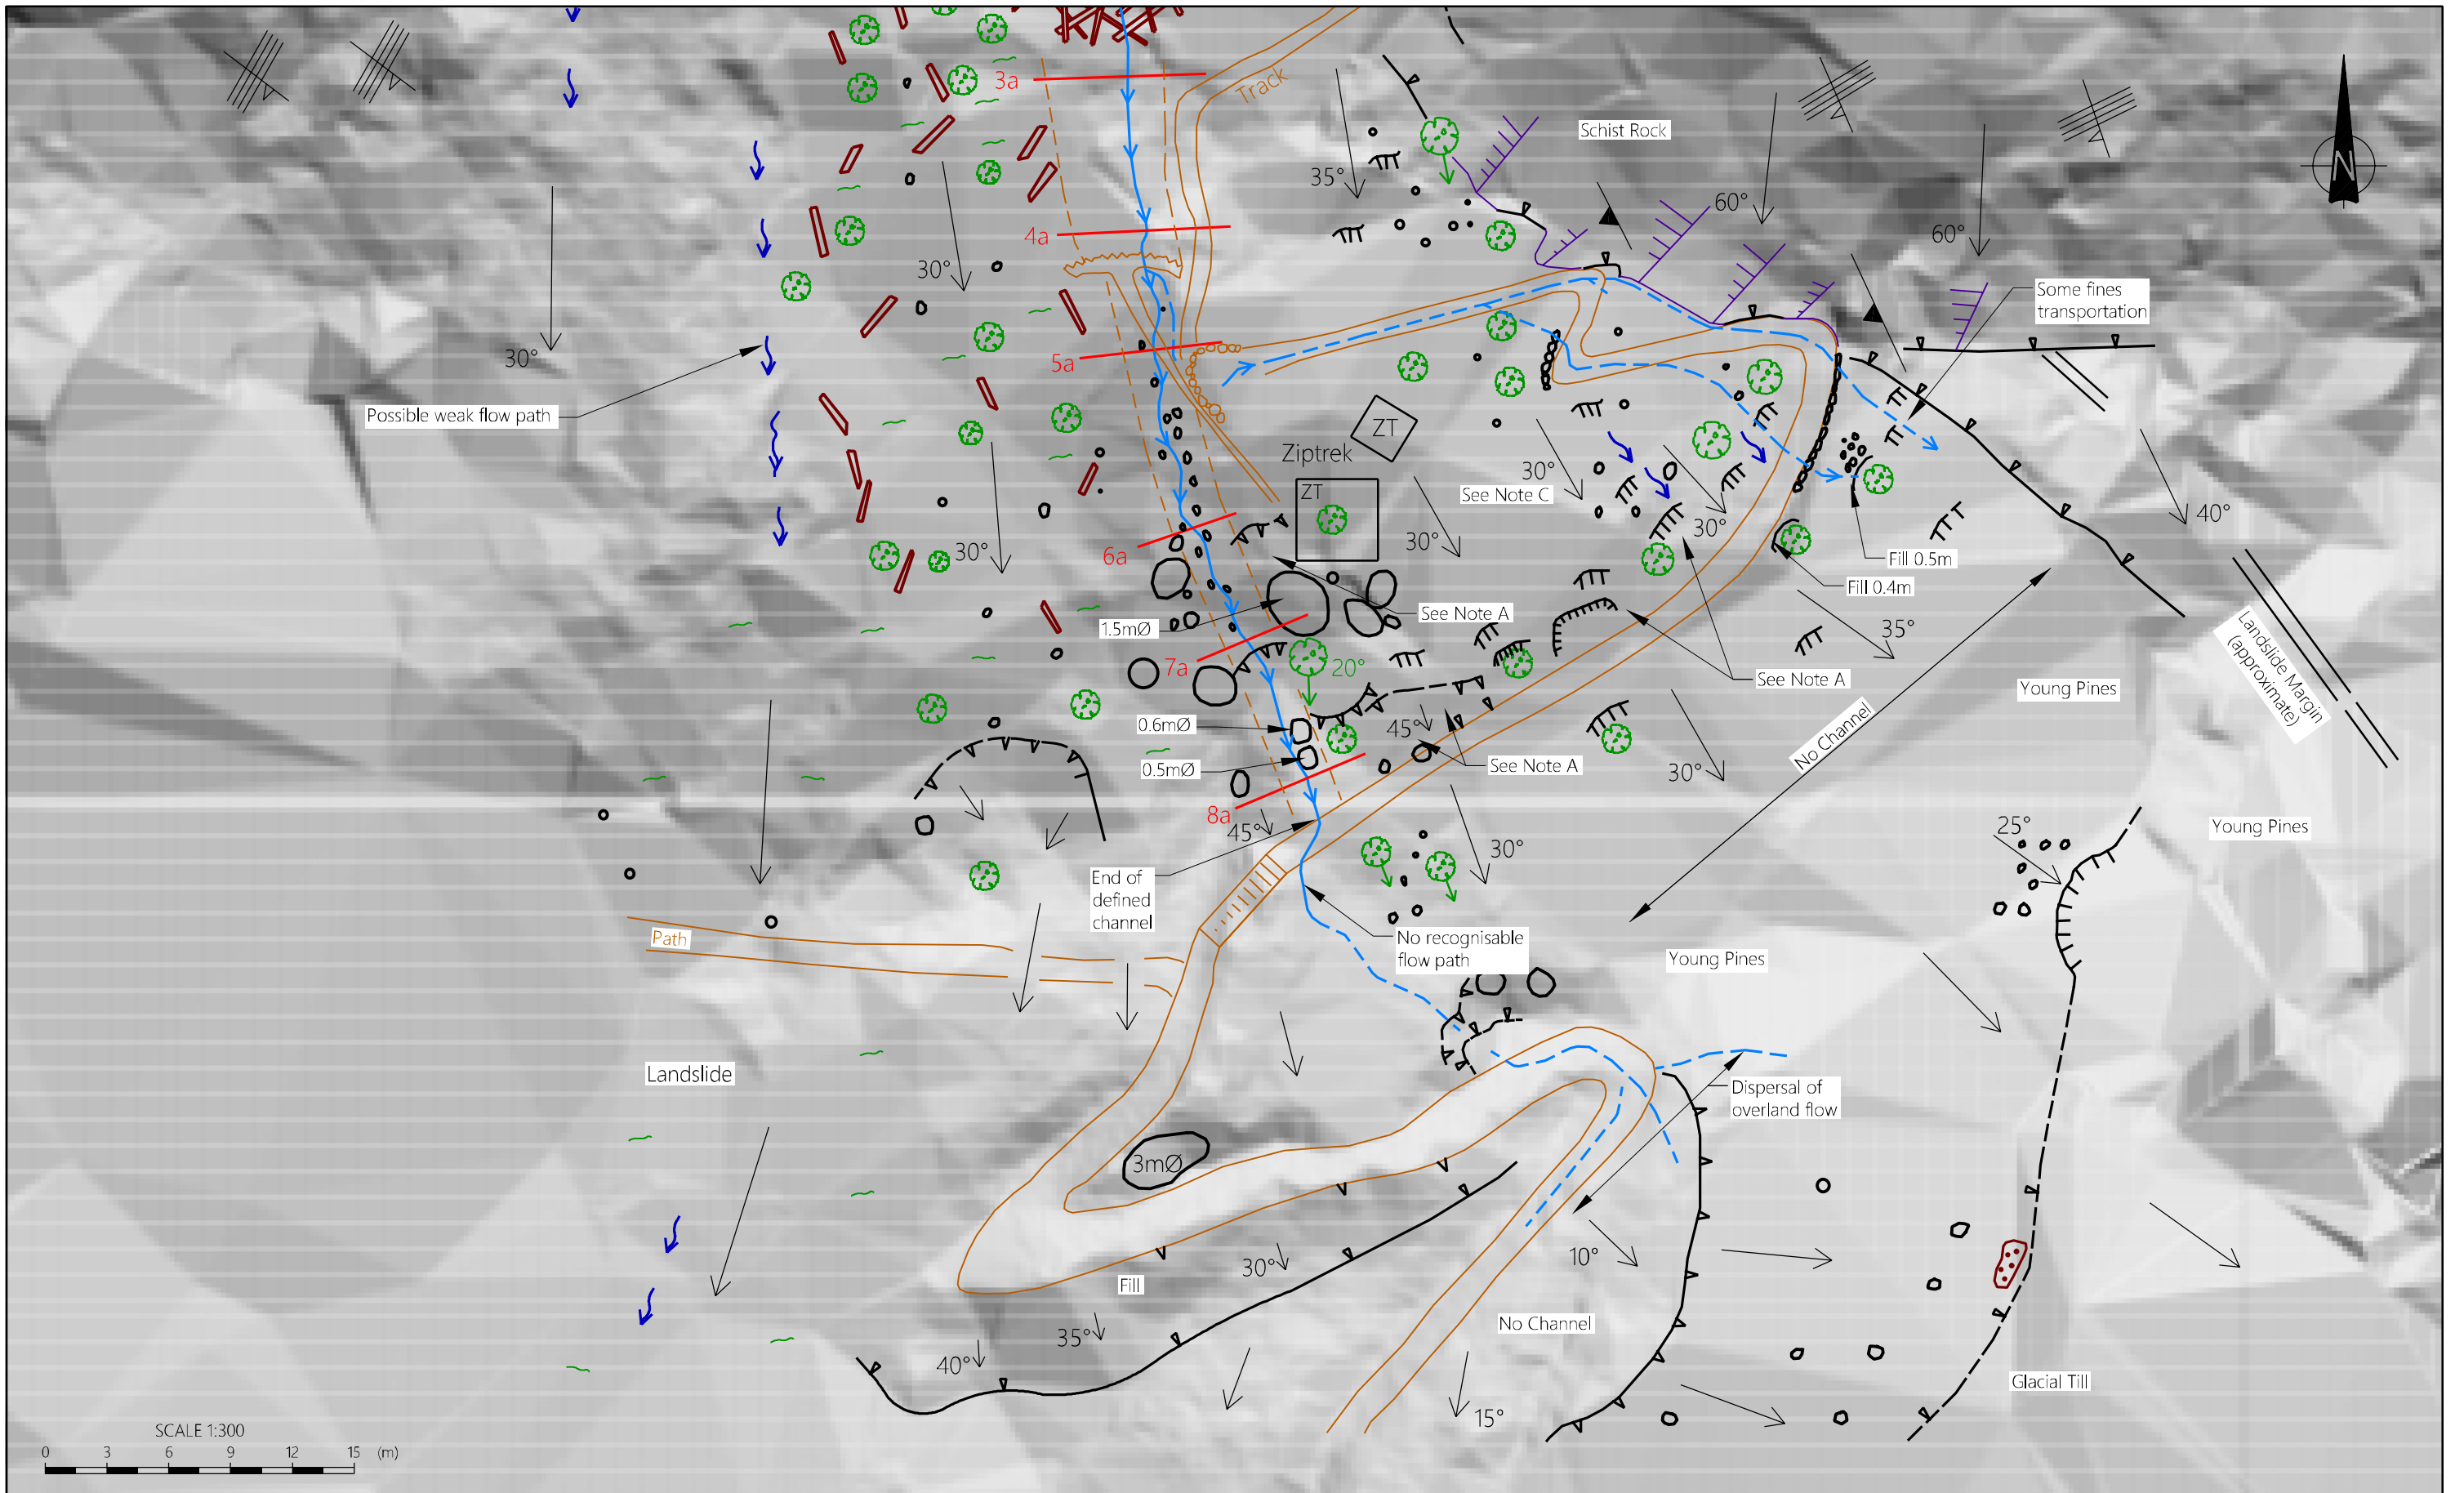 3a
Track
Schist Rock
N
35°
60°
60°
4a
30°
Some fines
transportation
30°
5a
Possible weak flow path
ZT
Ziptrek
ZT
30°
See Note C
30°
40°
6a
30°
30°
Fill 0.5m
Fill 0.4m
1.5mØ
See Note A
35°
7a
20°
See Note A
Landslide Margin
(approximate)
Young Pines
0.6mØ
45°
No Channel
0.5mØ
See Note A
30°
8a
45°
30°
25°
Young Pines
End of
defined
channel
Path
No recognisable
flow path
Young Pines
Landslide
Dispersal of
overland flow
3mØ
10°
30°
Fill
No Channel
35°
40°
Glacial Till
15°
SCALE 1:300
0 3 6 9 12 15 (m)